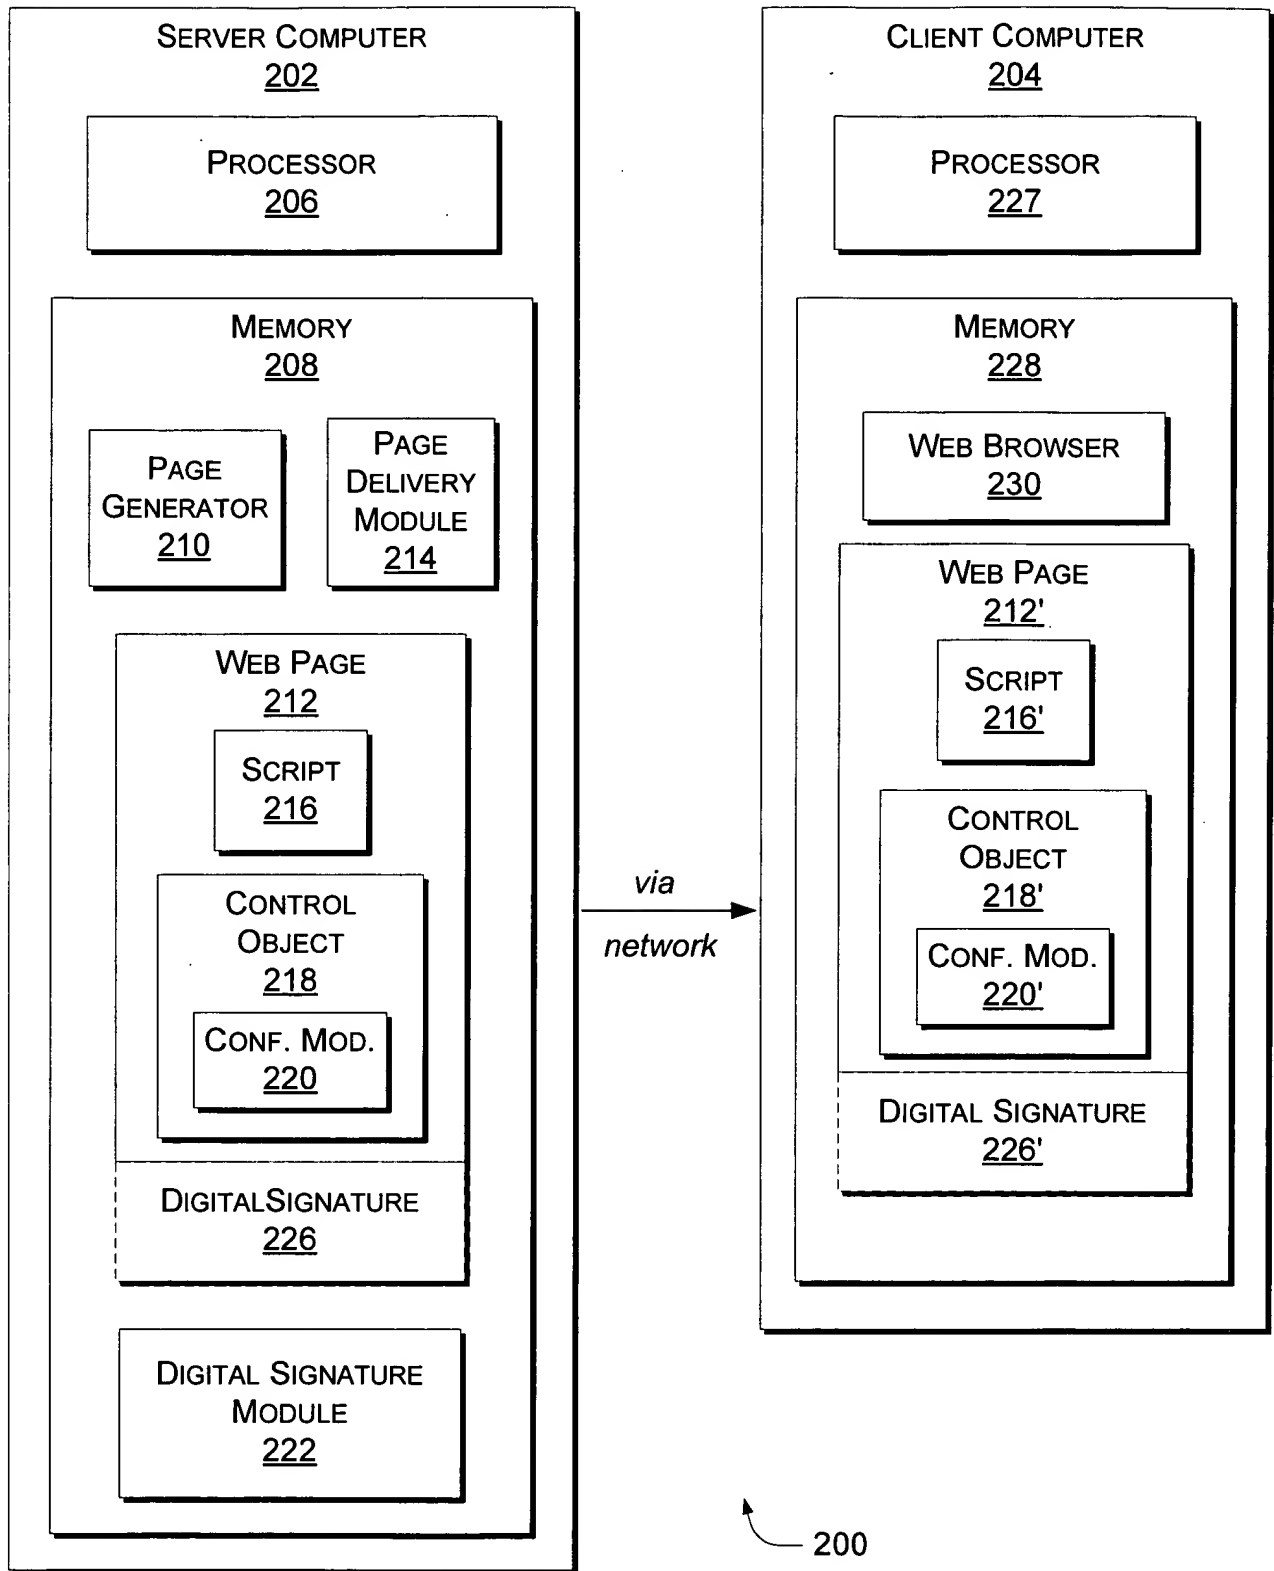 SERVER COMPUTER
202
PROCESSOR
206
MEMORY
208
PAGE
GENERATOR
210
PAGE
DELIVERY
MODULE
214
WEB PAGE
212
SCRIPT
216
CONTROL
OBJECT
218
CONF. MOD.
220
DIGITALSIGNATURE
226
DIGITAL SIGNATURE
MODULE
222
via
network
CLIENT COMPUTER
204
PROCESSOR
227
MEMORY
228
WEB BROWSER
230
WEB PAGE
212'
SCRIPT
216'
CONTROL
OBJECT
218'
CONF. MOD.
220'
DIGITAL SIGNATURE
226'
200